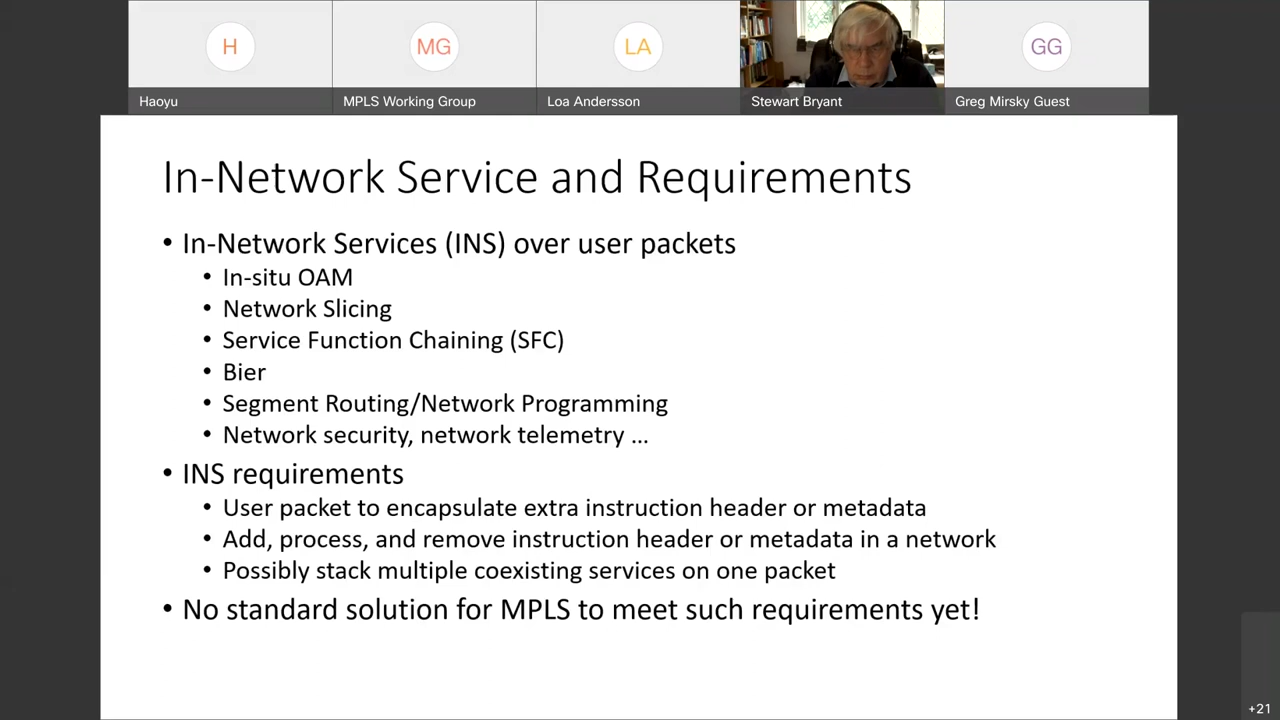 H
MG
LA
GG
Haoyu
MPLS Working Group
Loa Andersson
Stewart Bryant
Greg Mirsky Guest
In-Network Service and Requirements
• In-Network Services (INS) over user packets
• In-situ OAM
• Network Slicing
• Service Function Chaining (SFC)
• Bier
• Segment Routing/Network Programming
• Network security, network telemetry …
• INS requirements
• User packet to encapsulate extra instruction header or metadata
• Add, process, and remove instruction header or metadata in a network
• Possibly stack multiple coexisting services on one packet
• No standard solution for MPLS to meet such requirements yet!
+21